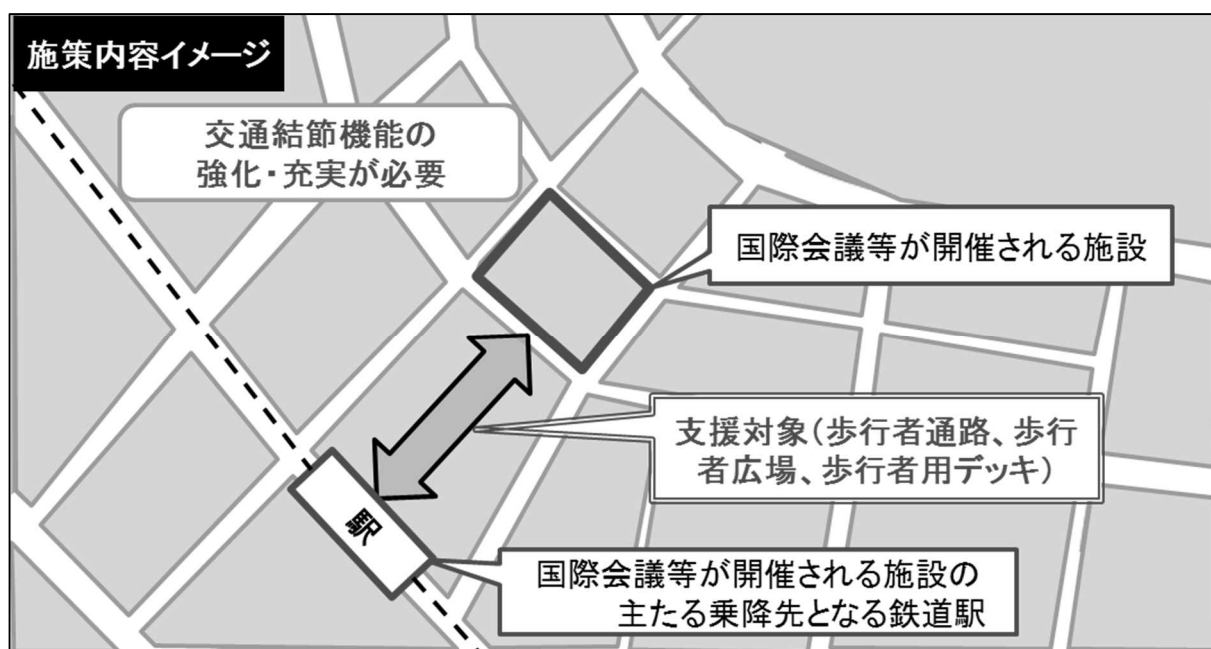 施策内容イメージ
交通結節機能の
強化・充実が必要
国際会議等が開催される施設
支援対象(歩行者通路、歩行
者広場、歩行者用デッキ)
駅
国際会議等が開催される施設の
主たる乗降先となる鉄道駅